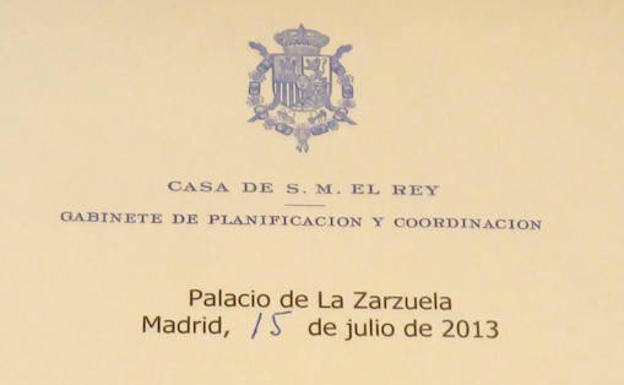 CASA DE S. M. EL REY
GABINETE DE PLANIFICACION Y COORDINACION
Palacio de La Zarzuela
Madrid, 15 de julio de 2013